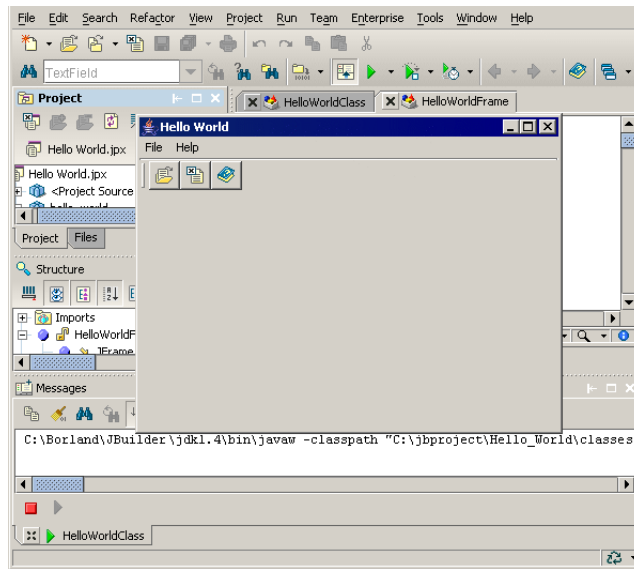 File Edit Search Refactor View Project Run Team Enterprise Tools Window Help
TextField
Project
HelloWorldClass
HelloWorldFrame
Hello World
Hello World.jpx
File Help
Hello World.jpx
<Project Source
hello_world
Project Files
Structure
Imports
HelloWorldF
JFrame
Messages
C:\Borland\JBuilder\jdk1.4\bin\javaw -classpath "C:\jbproject\Hello_World\classes
HelloWorldClass